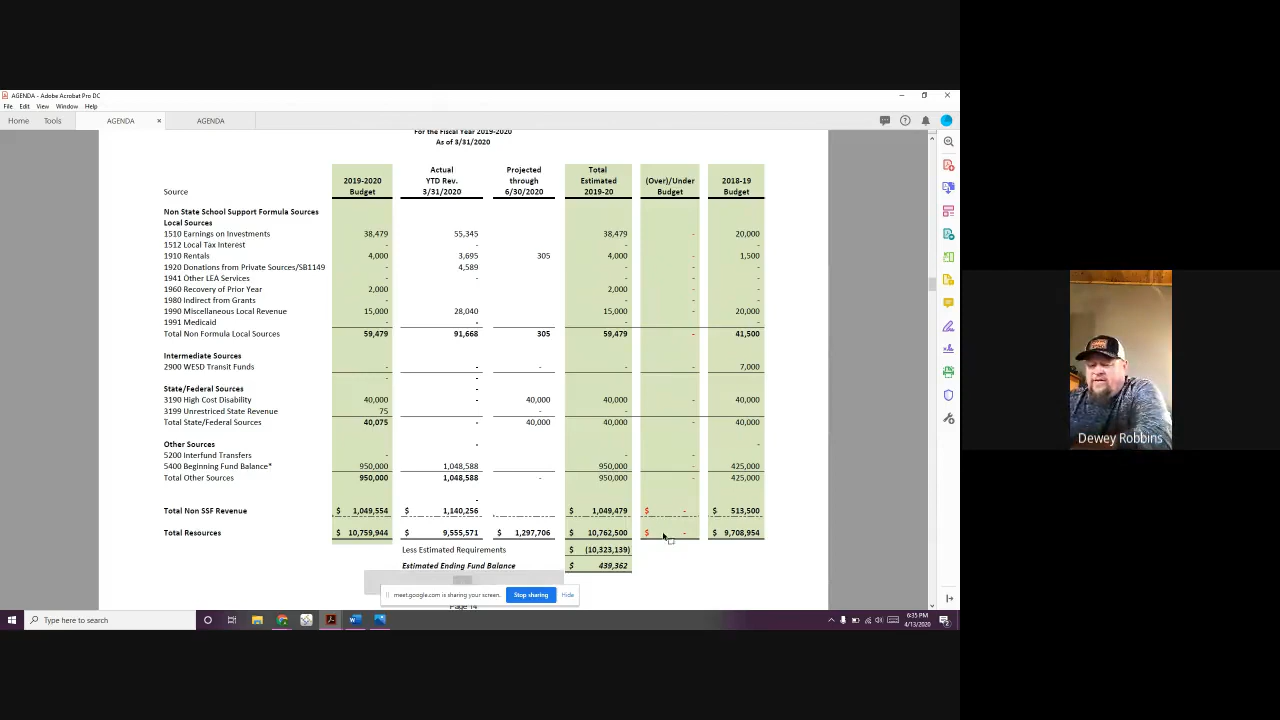 AGENDA - Adobe Acrobat Pro DC
File Edit View Window Help
Home Tools AGENDA × AGENDA
For the Fiscal Year 2019-2020
As of 3/31/2020
Source 2019-2020 Budget Actual YTD Rev. 3/31/2020 Projected through 6/30/2020 Total Estimated 2019-20 (Over)/Under Budget 2018-19 Budget
Non State School Support Formula Sources
Local Sources
1510 Earnings on Investments 38,479 55,345 38,479 - 20,000
1512 Local Tax Interest - - - - -
1910 Rentals 4,000 3,695 305 4,000 - 1,500
1920 Donations from Private Sources/SB1149 - 4,589 - - -
1941 Other LEA Services - - - - -
1960 Recovery of Prior Year 2,000 2,000 - -
1980 Indirect from Grants - - - -
1990 Miscellaneous Local Revenue 15,000 28,040 15,000 - 20,000
1991 Medicaid - - - - -
Total Non Formula Local Sources 59,479 91,668 305 59,479 - 41,500
Intermediate Sources
2900 WESD Transit Funds - - - - - 7,000
- -
State/Federal Sources -
3190 High Cost Disability 40,000 - 40,000 40,000 - 40,000
3199 Unrestriced State Revenue 75 - -
Total State/Federal Sources 40,075 - 40,000 40,000 - 40,000
Other Sources - -
5200 Interfund Transfers - - -
5400 Beginning Fund Balance* 950,000 1,048,588 950,000 - 425,000
Total Other Sources 950,000 1,048,588 - 950,000 - 425,000
-
Total Non SSF Revenue $ 1,049,554 $ 1,140,256 $ 1,049,479 $ - $ 513,500
Total Resources $ 10,759,944 $ 9,555,571 $ 1,297,706 $ 10,762,500 $ - $ 9,708,954
Less Estimated Requirements $ (10,323,139)
Estimated Ending Fund Balance $ 439,362
meet.google.com is sharing your screen. Stop sharing Hide
Page 14
Type here to search
6:35 PM
4/13/2020
Dewey Robbins